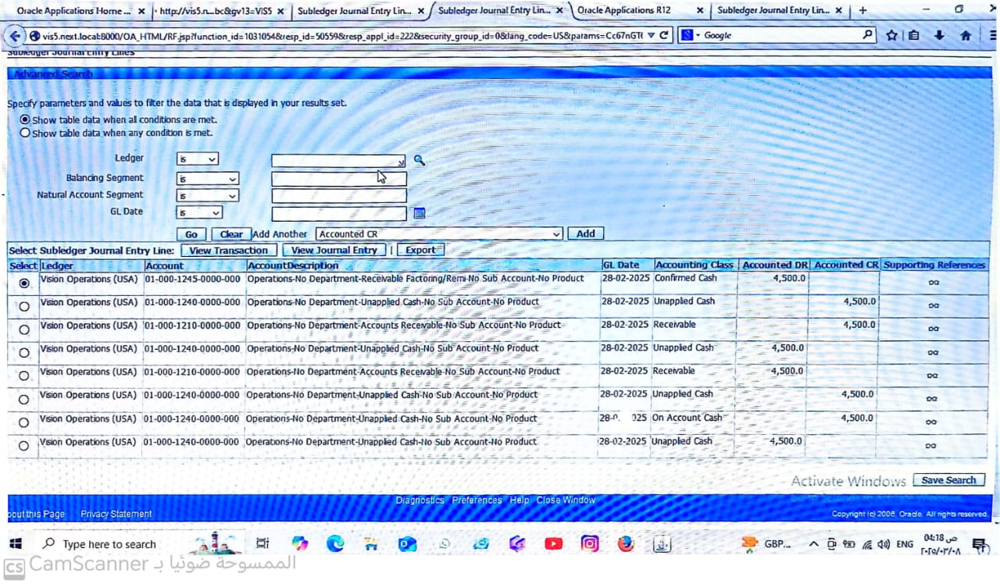 Oracle Applications Home ... × http://vis5.n...bc&gv13=VIS5 × Subledger Journal Entry Lin... × Subledger Journal Entry Lin... × Oracle Applications R12 × Subledger Journal Entry Lin... × +
vis5.next.local:8000/OA_HTML/RF.jsp?function_id=1031054&resp_id=50559&resp_appl_id=222&security_group_id=0&lang_code=US&params=Cc67nGT( Google
Subledger Journal Entry Lines
Advanced Search
Specify parameters and values to filter the data that is displayed in your results set.
Show table data when all conditions are met.
Show table data when any condition is met.
Ledger is
Balancing Segment is
Natural Account Segment is
GL Date is
Go Clear Add Another Accounted CR Add
Select Subledger Journal Entry Line: View Transaction View Journal Entry | Export
Select Ledger Account AccountDescription GL Date Accounting Class Accounted DR Accounted CR Supporting References
Vision Operations (USA) 01-000-1245-0000-000 Operations-No Department-Receivable Factoring/Remi-No Sub Account-No Product 28-02-2025 Confirmed Cash 4,500.0
Vision Operations (USA) 01-000-1240-0000-000 Operations-No Department-Unapplied Cash-No Sub Account-No Product 28-02-2025 Unapplied Cash 4,500.0
Vision Operations (USA) 01-000-1210-0000-000 Operations-No Department-Accounts Receivable-No Sub Account-No Product 28-02-2025 Receivable 4,500.0
Vision Operations (USA) 01-000-1240-0000-000 Operations-No Department-Unapplied Cash-No Sub Account-No Product 28-02-2025 Unapplied Cash 4,500.0
Vision Operations (USA) 01-000-1210-0000-000 Operations-No Department-Accounts Receivable-No Sub Account-No Product 28-02-2025 Receivable 4,500.0
Vision Operations (USA) 01-000-1240-0000-000 Operations-No Department-Unapplied Cash-No Sub Account-No Product 28-02-2025 Unapplied Cash 4,500.0
Vision Operations (USA) 01-000-1240-0000-000 Operations-No Department-Unapplied Cash-No Sub Account-No Product On Account Cash 4,500.0
Vision Operations (USA) 01-000-1240-0000-000 Operations-No Department-Unapplied Cash-No Sub Account-No Product 28-02-2025 Unapplied Cash 4,500.0
Activate Windows Save Search
Diagnostics Preferences Help Close Window
bout this Page Privacy Statement Copyright (c) 2006, Oracle. All rights reserved.
Type here to search GBP... ENG 04:18 ص
٢٠٢٥/٠٣/٠٨
CS CamScanner الممسوحة ضوئيا بـ